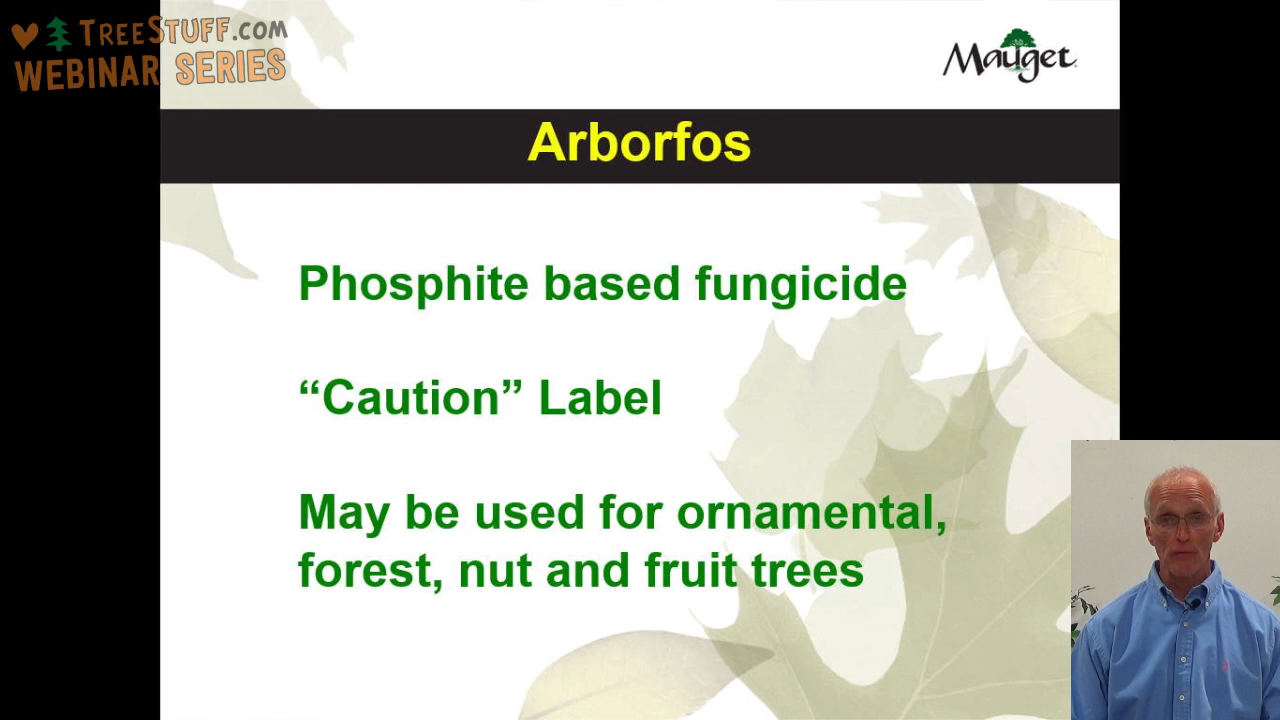 TREESTUFF.COM
WEBINAR SERIES
Mauget
Arborfos
Phosphite based fungicide
“Caution” Label
May be used for ornamental,
forest, nut and fruit trees